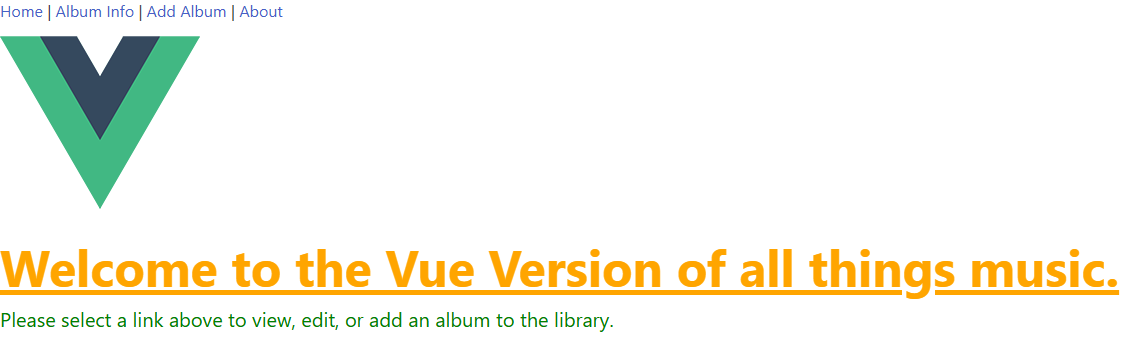 Home | Album Info | Add Album | About
Welcome to the Vue Version of all things music.
Please select a link above to view, edit, or add an album to the library.